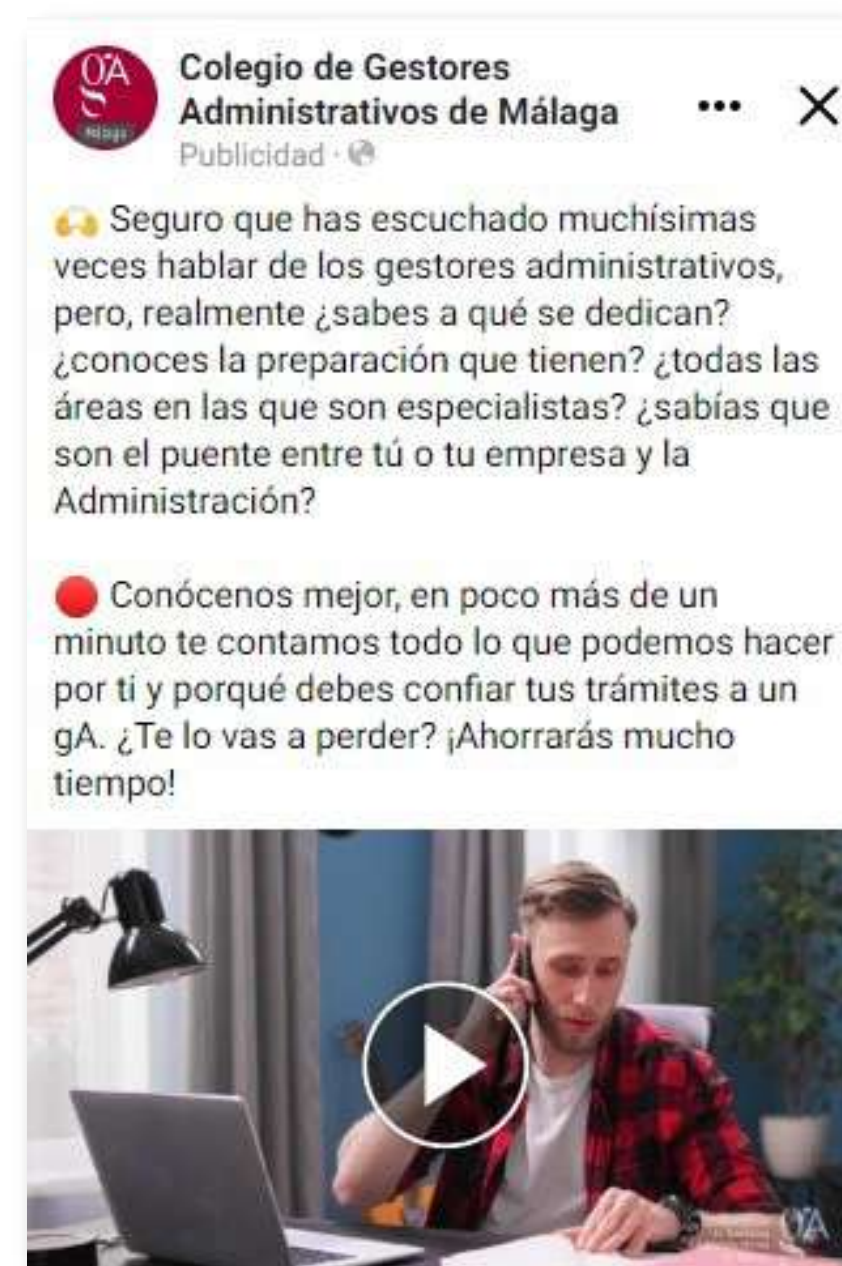 gA
Málaga
Colegio de Gestores
Administrativos de Málaga
Publicidad ·
🙌 Seguro que has escuchado muchísimas
veces hablar de los gestores administrativos,
pero, realmente ¿sabes a qué se dedican?
¿conoces la preparación que tienen? ¿todas las
áreas en las que son especialistas? ¿sabías que
son el puente entre tú o tu empresa y la
Administración?
🔴 Conócenos mejor, en poco más de un
minuto te contamos todo lo que podemos hacer
por ti y porqué debes confiar tus trámites a un
gA. ¿Te lo vas a perder? ¡Ahorrarás mucho
tiempo!
gA